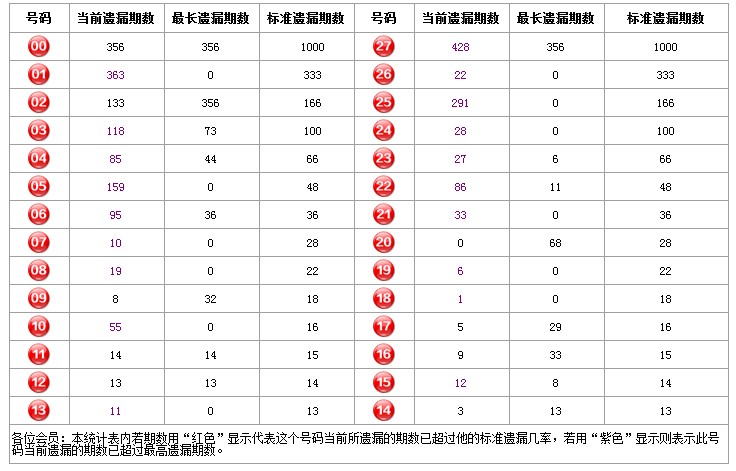 号码 当前遗漏期数 最长遗漏期数 标准遗漏期数 号码 当前遗漏期数 最长遗漏期数 标准遗漏期数
00 356 356 1000 27 428 356 1000
01 363 0 333 26 22 0 333
02 133 356 166 25 291 0 166
03 118 73 100 24 28 0 100
04 85 44 66 23 27 6 66
05 159 0 48 22 86 11 48
06 95 36 36 21 33 0 36
07 10 0 28 20 0 68 28
08 19 0 22 19 6 0 22
09 8 32 18 18 1 0 18
10 55 0 16 17 5 29 16
11 14 14 15 16 9 33 15
12 13 13 14 15 12 8 14
13 11 0 13 14 3 13 13
各位会员：本统计表内若期数用“红色”显示代表这个号码当前所遗漏的期数已超过他的标准遗漏几率，若用“紫色”显示则表示此号
码当前遗漏的期数已超过最高遗漏期数。